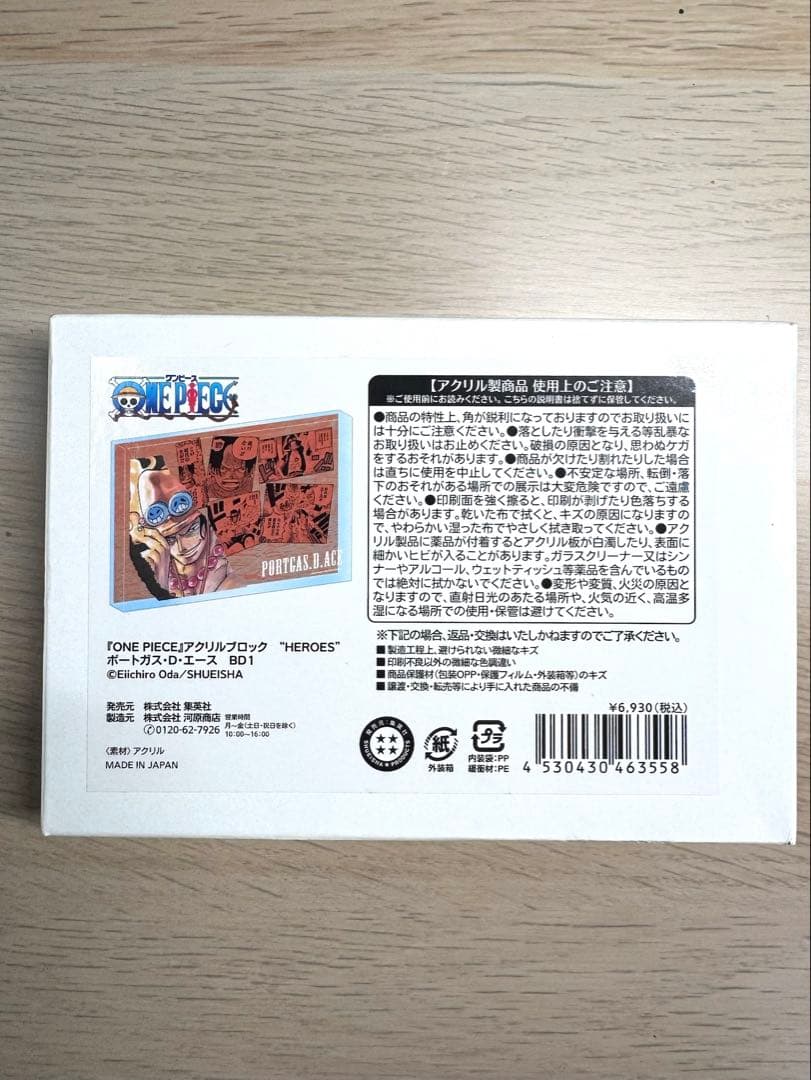 ワンピース
ONE PIECE
PORTGAS.D.ACE
『ONE PIECE』アクリルブロック “HEROES”
ポートガス・D・エース BD1
©Eiichiro Oda/SHUEISHA
発売元 株式会社 集英社
製造元 株式会社 河原商店 営業時間
✆0120-62-7926 月～金(土日・祝日を除く)
10:00～16:00
〈素材〉アクリル
MADE IN JAPAN
【アクリル製商品 使用上のご注意】
※ご使用前にお読みください。こちらの説明書は捨てずに保管してください。
●商品の特性上、角が鋭利になっておりますのでお取り扱いに
は十分にご注意ください。●落としたり衝撃を与える等乱暴な
お取り扱いはお止めください。破損の原因となり、思わぬケガ
をするおそれがあります。●商品が欠けたり割れたりした場合
は直ちに使用を中止してください。●不安定な場所、転倒・落
下のおそれがある場所での展示は大変危険ですので、ご遠慮
ください。●印刷面を強く擦ると、印刷が剥げたり色落ちする
場合があります。乾いた布で拭くと、キズの原因になりますの
で、やわらかい湿った布でやさしく拭き取ってください。●アク
リル製品に薬品が付着するとアクリル板が白濁したり、表面に
細かいヒビが入ることがあります。ガラスクリーナー又はシン
ナーやアルコール、ウェットティッシュ等薬品を含んでいるもの
では絶対に拭かないでください。●変形や変質、火災の原因と
なりますので、直射日光のあたる場所や、火気の近く、高温多
湿になる場所での使用・保管は避けてください。
※下記の場合、返品・交換はいたしかねますのでご了承ください。
■製造工程上、避けられない微細なキズ
■印刷不良以外の微細な色調違い
■商品保護材(包装OPP・保護フィルム・外装箱等)のキズ
■譲渡・交換・転売等により手に入れた商品の不備
¥6,930(税込)
発売元：集英社
SHUEISHA PRODUCTS
紙
外装箱
プラ
内装袋:PP
緩衝材:PE
4 530430 463558